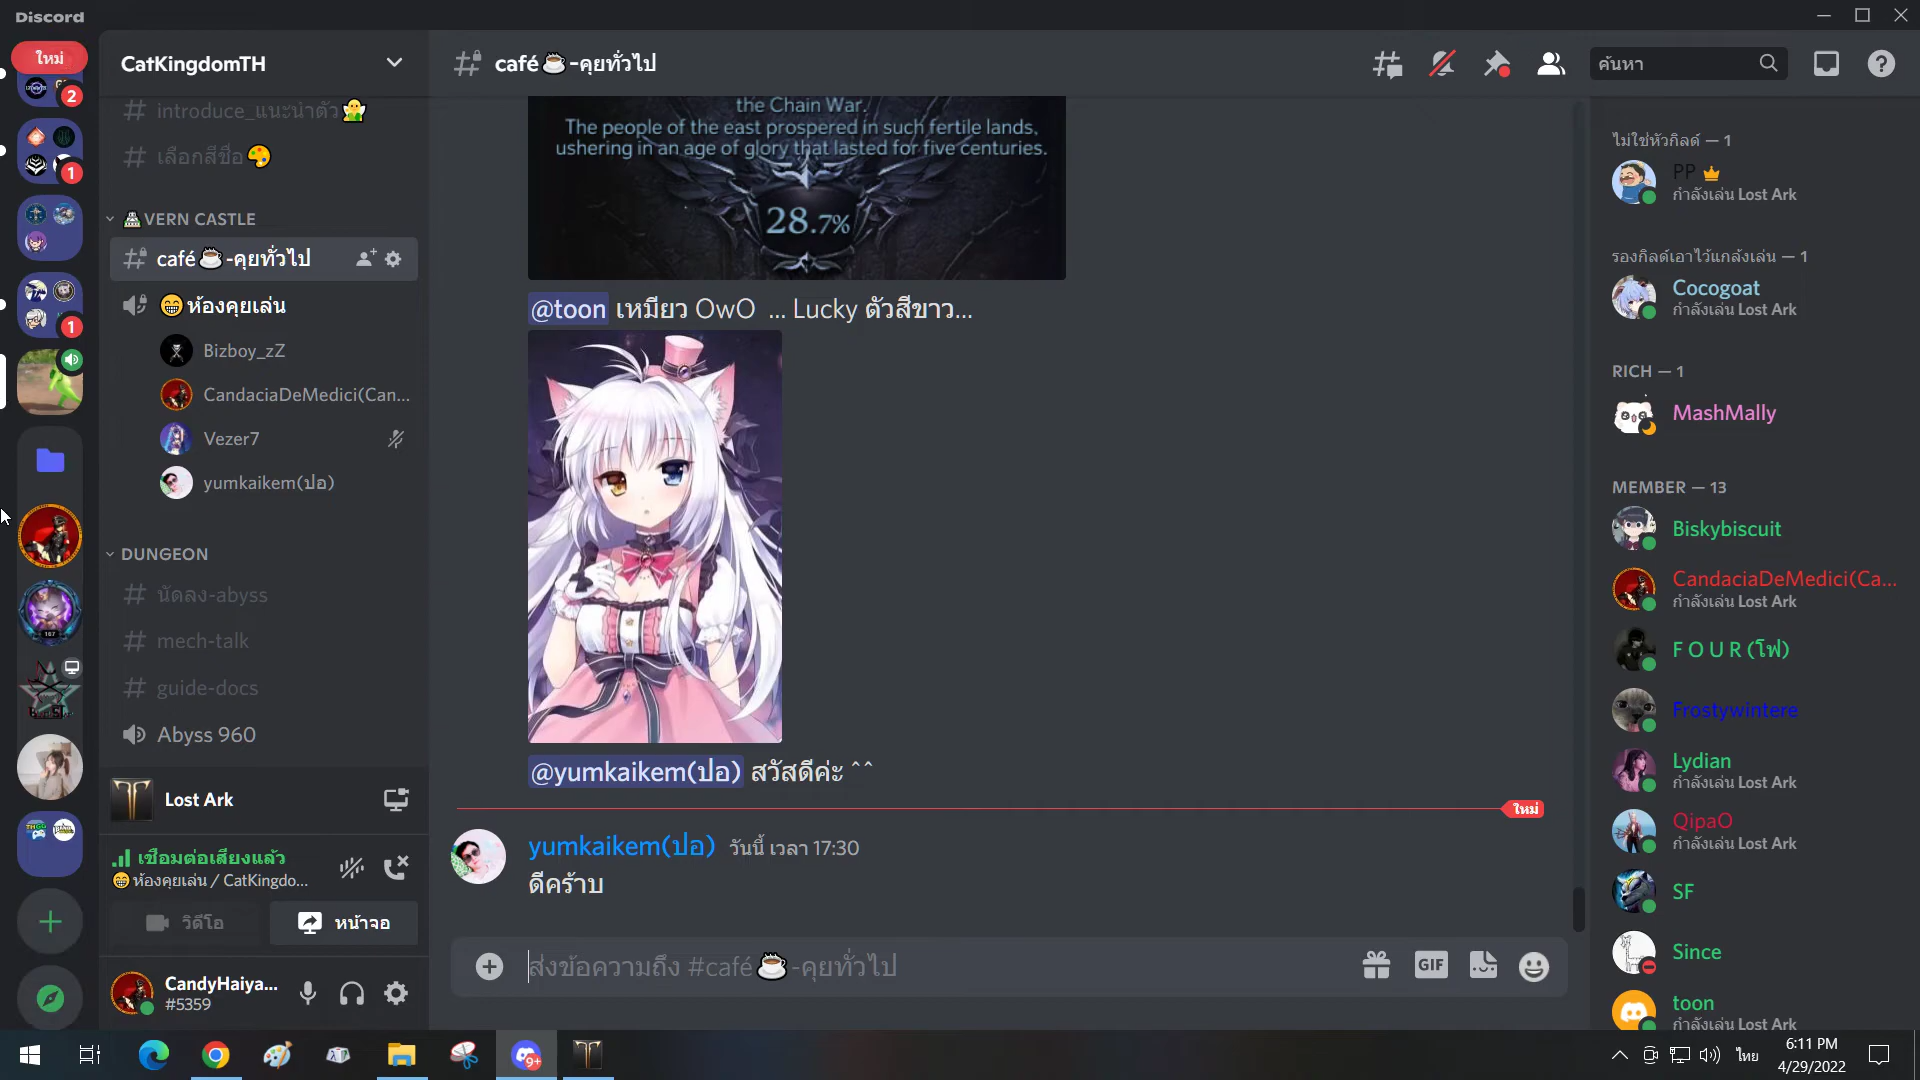 Discord
ใหม่
2
1
1
107
CatKingdomTH
introduce_แนะนำตัว
เลือกสีชื่อ
VERN CASTLE
café☕-คุยทั่วไป
😁ห้องคุยเล่น
Bizboy_zZ
CandaciaDeMedici(Can...
Vezer7
yumkaikem(ปอ)
DUNGEON
นัดลง-abyss
mech-talk
guide-docs
Abyss 960
Lost Ark
เชื่อมต่อเสียงแล้ว
😁ห้องคุยเล่น / CatKingdo...
วิดีโอ
หน้าจอ
CandyHaiya...
#5359
café☕-คุยทั่วไป
ค้นหา
the Chain War.
The people of the east prospered in such fertile lands,
ushering in an age of glory that lasted for five centuries.
28.7%
@toon เหมียว OwO ... Lucky ตัวสีขาว...
@yumkaikem(ปอ) สวัสดีค่ะ ^^
ใหม่
yumkaikem(ปอ) วันนี้ เวลา 17:30
ดีคร้าบ
ส่งข้อความถึง #café☕-คุยทั่วไป
GIF
ไม่ใช่หัวกิลด์ — 1
PP
กำลังเล่น Lost Ark
รองกิลด์เอาไว้แกล้งเล่น — 1
Cocogoat
กำลังเล่น Lost Ark
RICH — 1
MashMally
MEMBER — 13
Biskybiscuit
CandaciaDeMedici(Ca...
กำลังเล่น Lost Ark
F O U R (โฟ)
Frostywintere
Lydian
กำลังเล่น Lost Ark
QipaO
กำลังเล่น Lost Ark
SF
Since
toon
กำลังเล่น Lost Ark
9+
ไทย
6:11 PM
4/29/2022